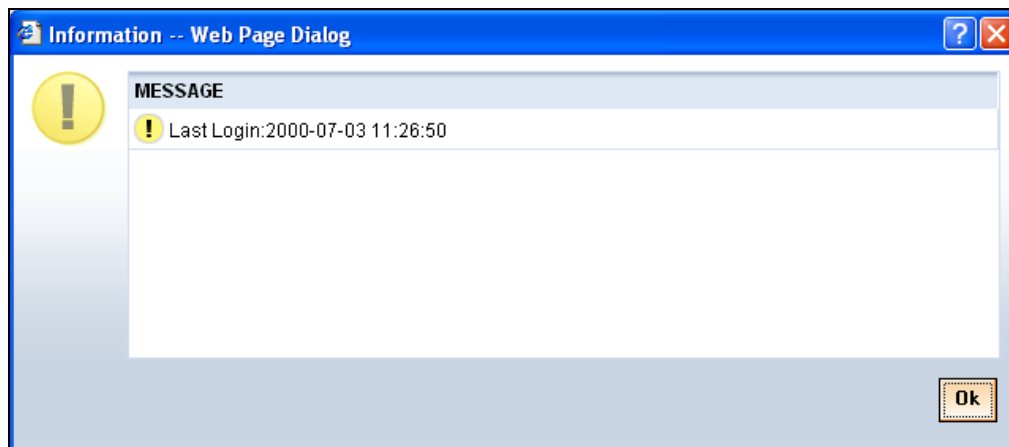 Information -- Web Page Dialog
MESSAGE
Last Login:2000-07-03 11:26:50
Ok